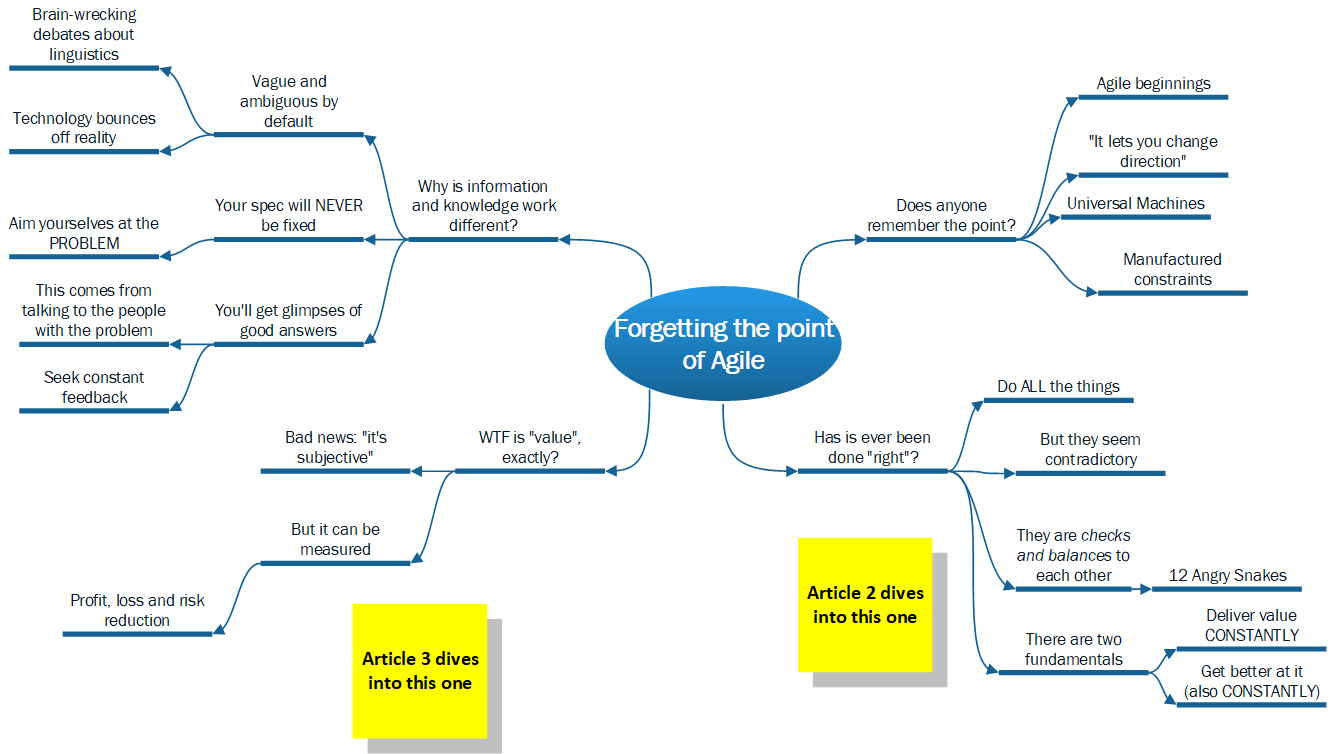 Forgetting the point
of Agile
Does anyone
remember the point?
Agile beginnings
"It lets you change
direction"
Universal Machines
Manufactured
constraints
Has is ever been
done "right"?
Do ALL the things
But they seem
contradictory
They are checks
and balances to
each other
12 Angry Snakes
There are two
fundamentals
Deliver value
CONSTANTLY
Get better at it
(also CONSTANTLY)
Article 2 dives
into this one
WTF is "value",
exactly?
Bad news: "it's
subjective"
But it can be
measured
Profit, loss and risk
reduction
Article 3 dives
into this one
Why is information
and knowledge work
different?
Vague and
ambiguous by
default
Brain-wrecking
debates about
linguistics
Technology bounces
off reality
Your spec will NEVER
be fixed
Aim yourselves at the
PROBLEM
You'll get glimpses of
good answers
This comes from
talking to the people
with the problem
Seek constant
feedback